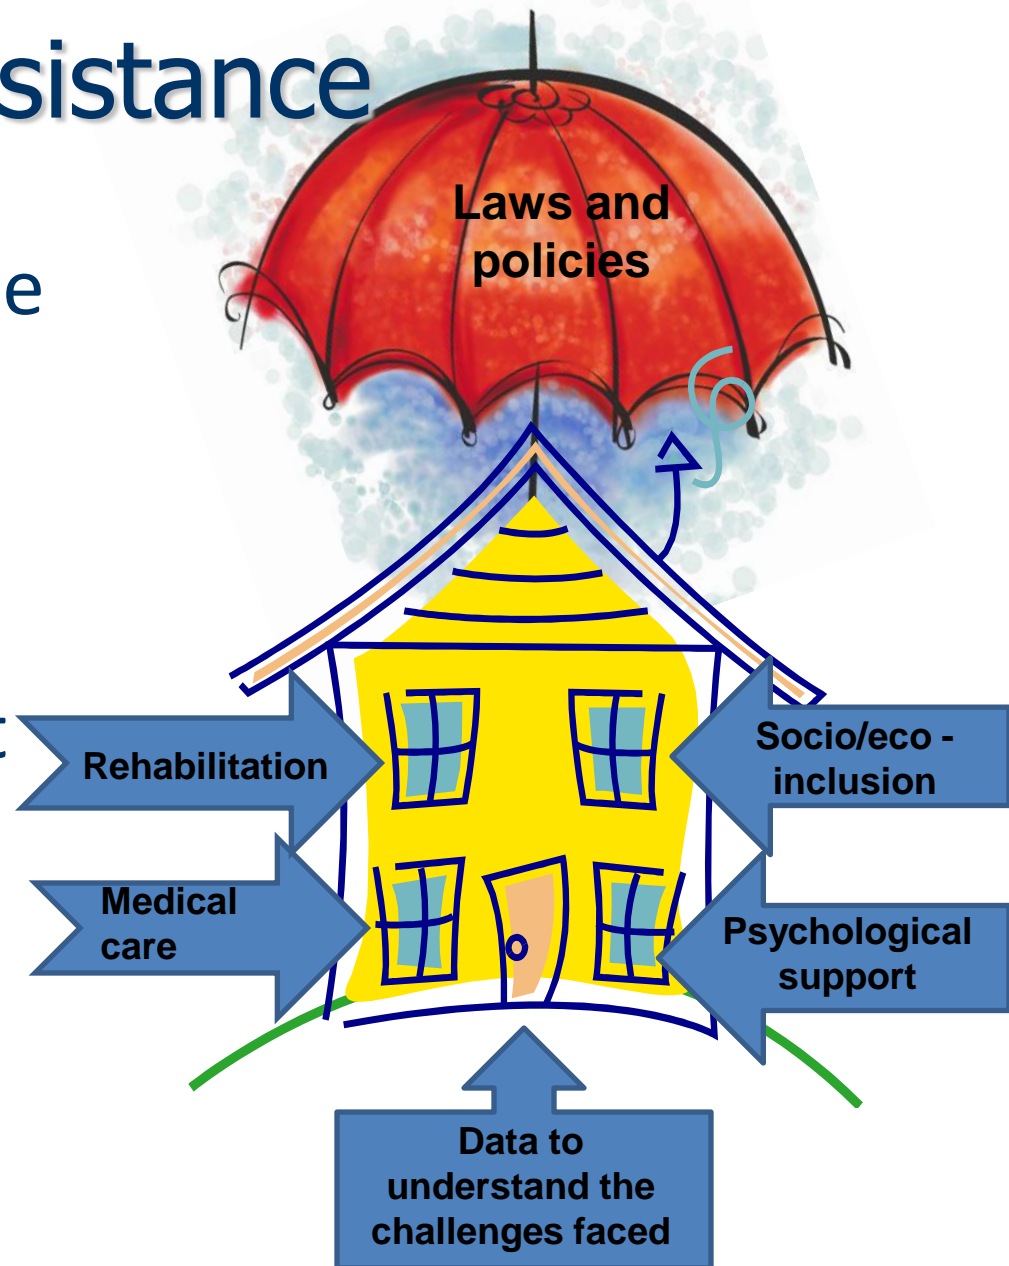 sistance
Laws and
policies
e
t
Rehabilitation
Socio/eco -
inclusion
Medical
care
Psychological
support
Data to
understand the
challenges faced